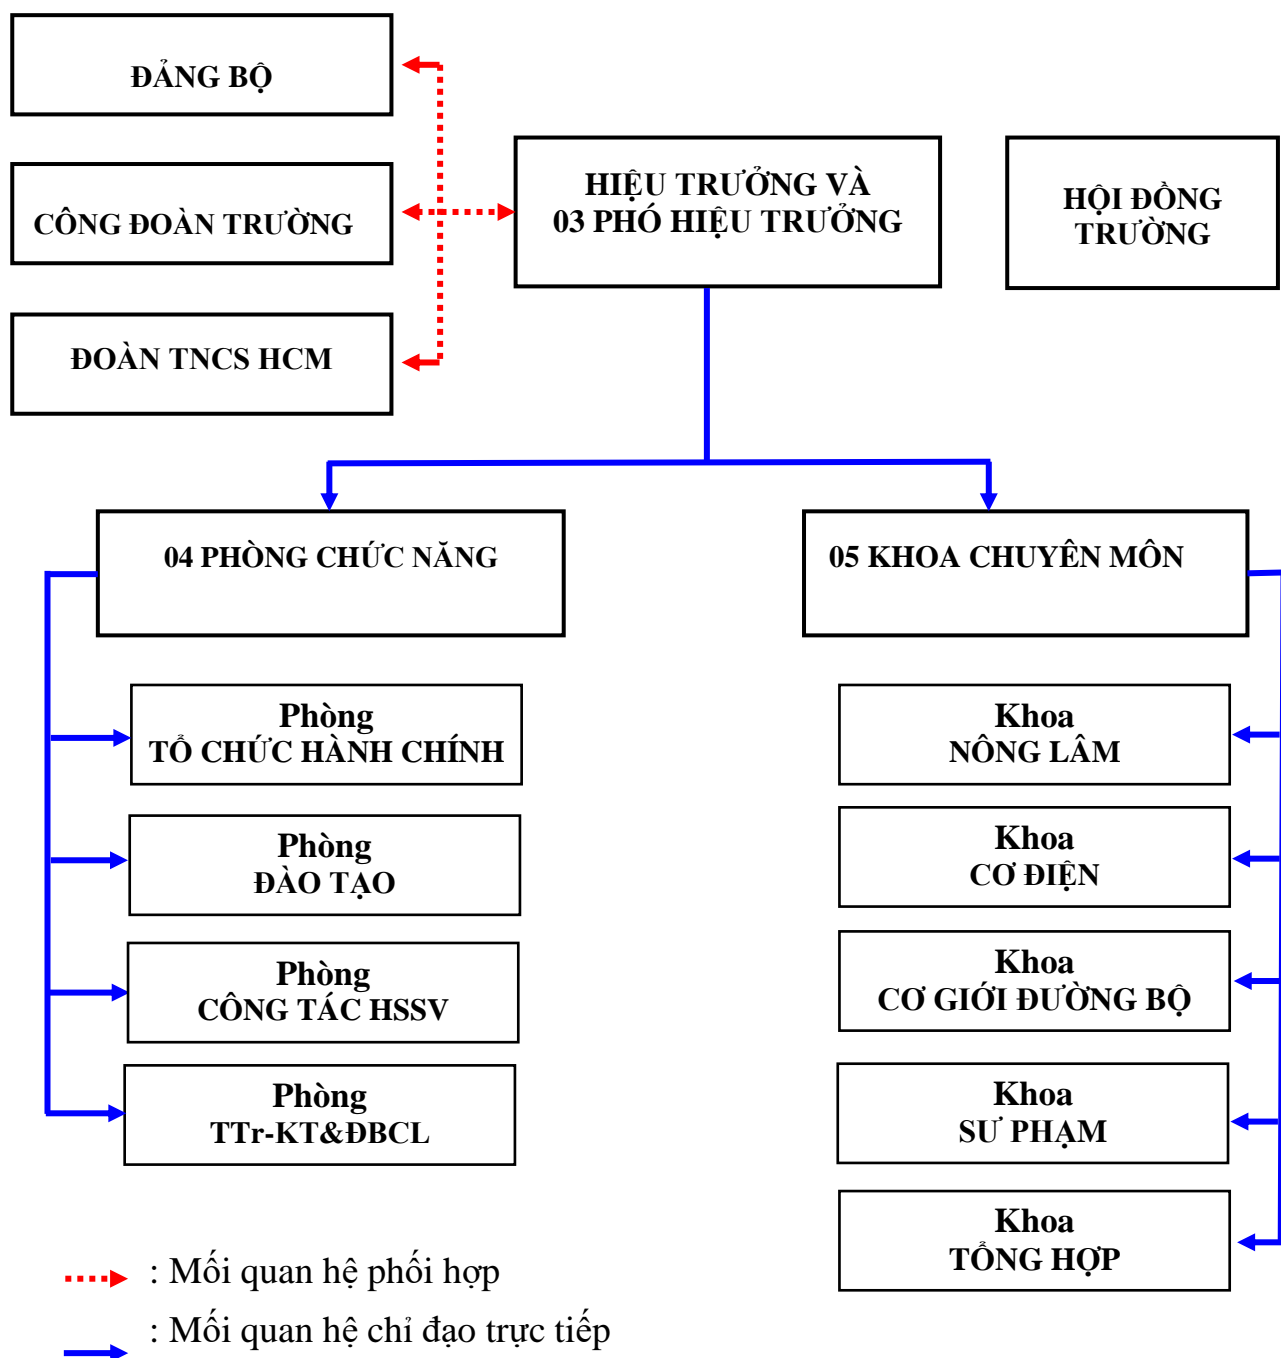 ĐẢNG BỘ
CÔNG ĐOÀN TRƯỜNG
ĐOÀN TNCS HCM
HIỆU TRƯỞNG VÀ
03 PHÓ HIỆU TRƯỞNG
HỘI ĐỒNG
TRƯỜNG
04 PHÒNG CHỨC NĂNG
Phòng
TỔ CHỨC HÀNH CHÍNH
Phòng
ĐÀO TẠO
Phòng
CÔNG TÁC HSSV
Phòng
TTr-KT&ĐBCL
05 KHOA CHUYÊN MÔN
Khoa
NÔNG LÂM
Khoa
CƠ ĐIỆN
Khoa
CƠ GIỚI ĐƯỜNG BỘ
Khoa
SƯ PHẠM
Khoa
TỔNG HỢP
: Mối quan hệ phối hợp
: Mối quan hệ chỉ đạo trực tiếp